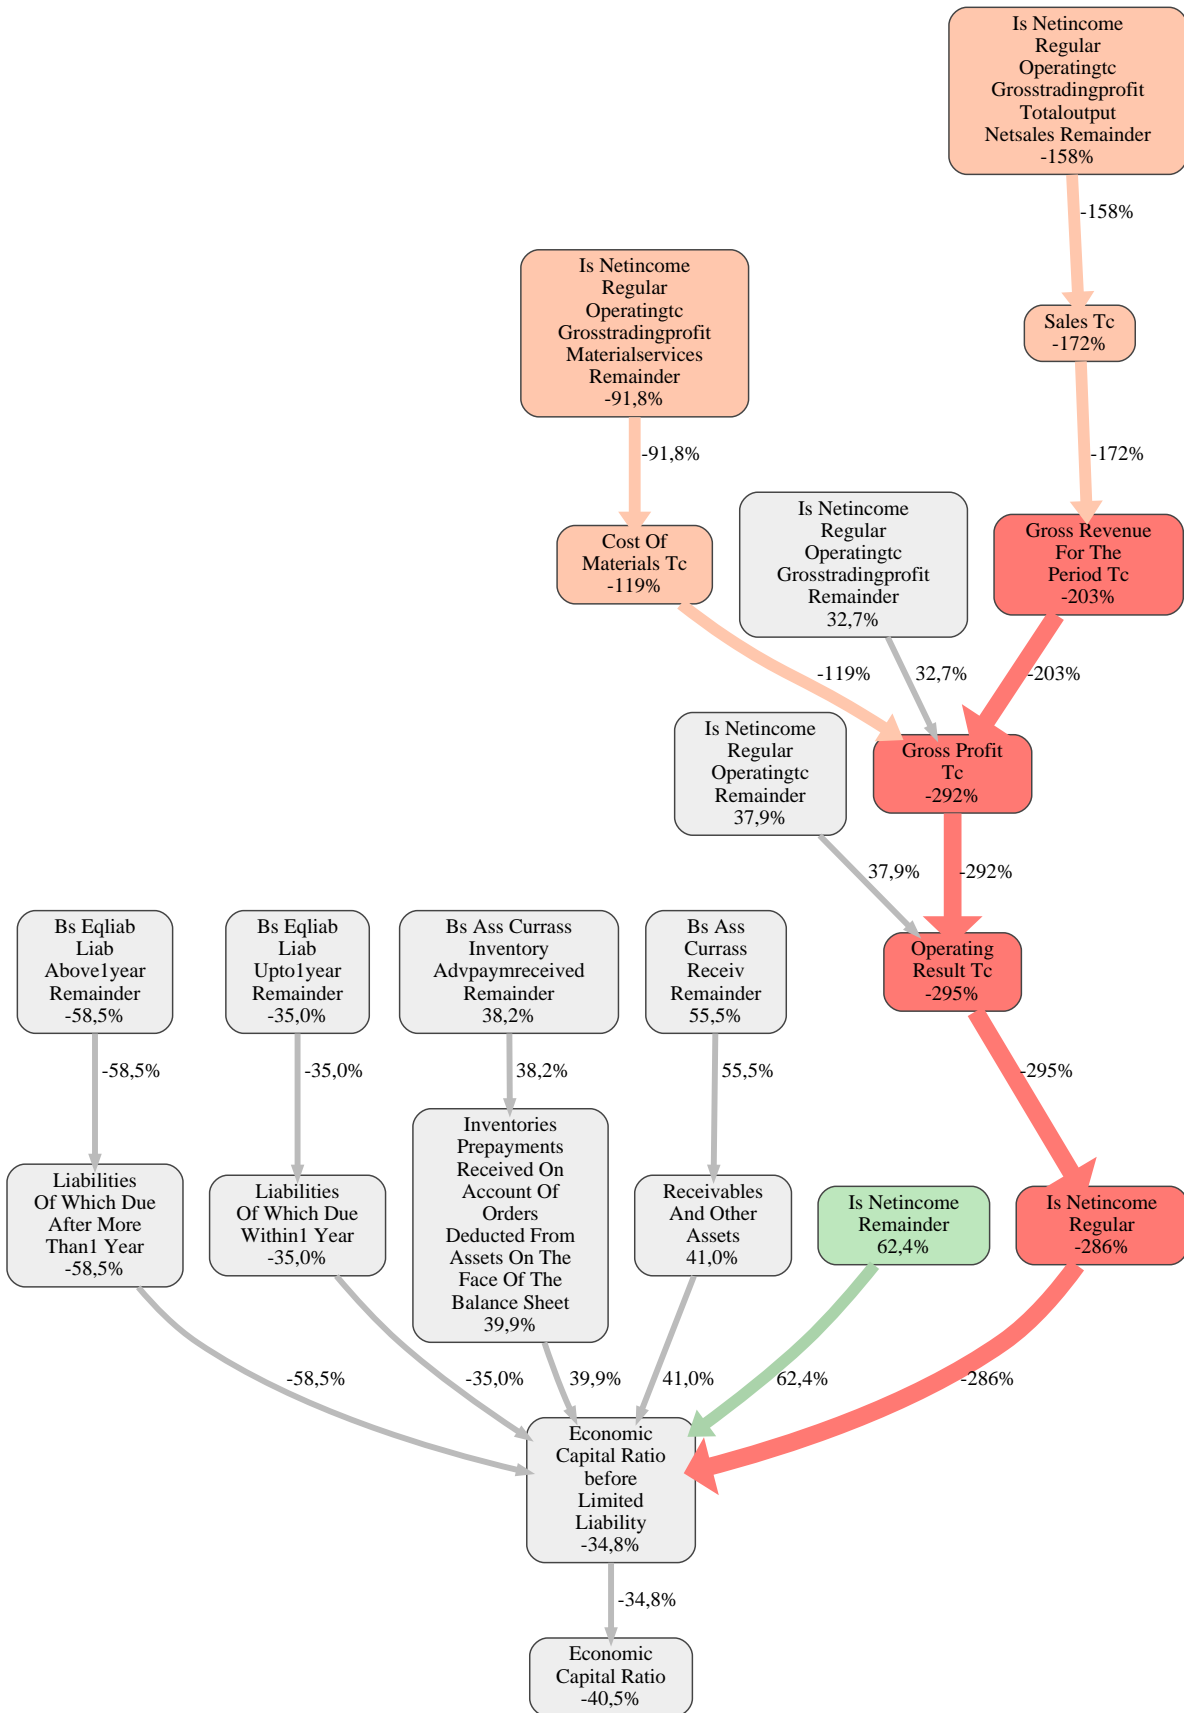 Is Netincome
Regular
Operatingtc
Grosstradingprofit
Totaloutput
Netsales Remainder
-158%
-158%
Is Netincome
Regular
Operatingtc
Grosstradingprofit
Materialservices
Remainder
-91,8%
Sales Tc
-172%
-91,8%
-172%
Is Netincome
Regular
Operatingtc
Grosstradingprofit
Remainder
32,7%
Gross Revenue
For The
Period Tc
-203%
Cost Of
Materials Tc
-119%
-119%
32,7%
-203%
Is Netincome
Regular
Operatingtc
Remainder
37,9%
Gross Profit
Tc
-292%
37,9%
-292%
Bs Eqliab
Liab
Above1year
Remainder
-58,5%
Bs Eqliab
Liab
Upto1year
Remainder
-35,0%
Bs Ass Currass
Inventory
Advpaymreceived
Remainder
38,2%
Bs Ass
Currass
Receiv
Remainder
55,5%
Operating
Result Tc
-295%
-58,5%
-35,0%
38,2%
55,5%
-295%
Liabilities
Of Which Due
After More
Than1 Year
-58,5%
Liabilities
Of Which Due
Within1 Year
-35,0%
Inventories
Prepayments
Received On
Account Of
Orders
Deducted From
Assets On The
Face Of The
Balance Sheet
39,9%
Receivables
And Other
Assets
41,0%
Is Netincome
Remainder
62,4%
Is Netincome
Regular
-286%
-58,5%
-35,0%
39,9%
41,0%
62,4%
-286%
Economic
Capital Ratio
before
Limited
Liability
-34,8%
-34,8%
Economic
Capital Ratio
-40,5%